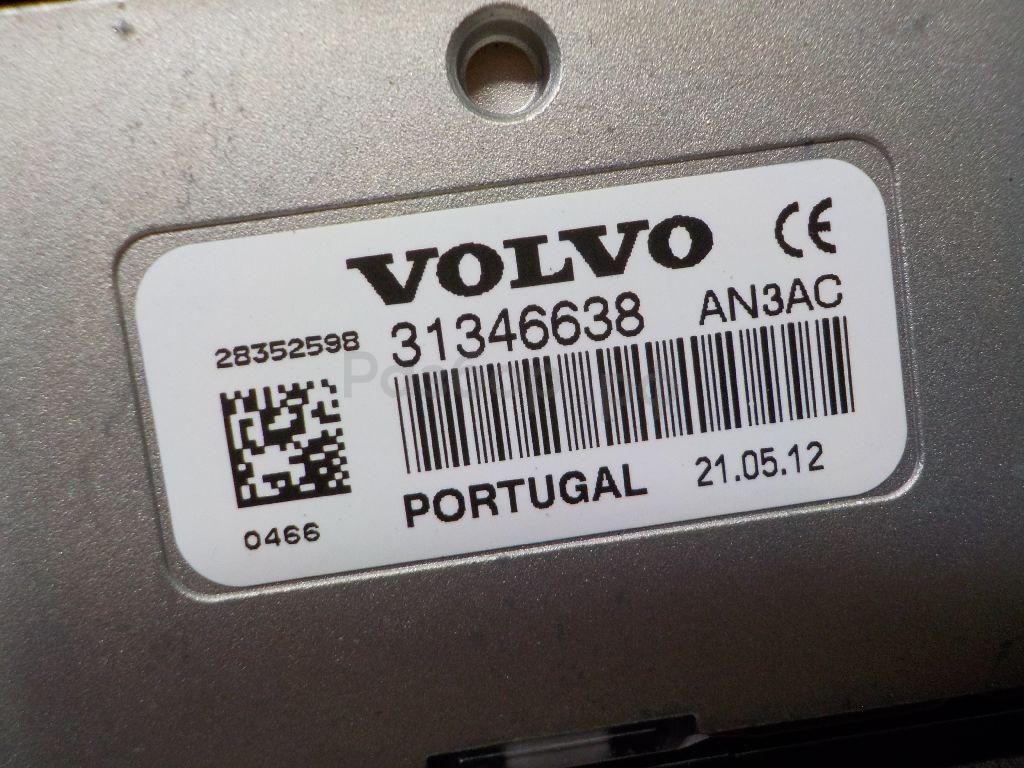 VOLVO CE
28352598 31346638 AN3AC
PORTUGAL 21.05.12
0466